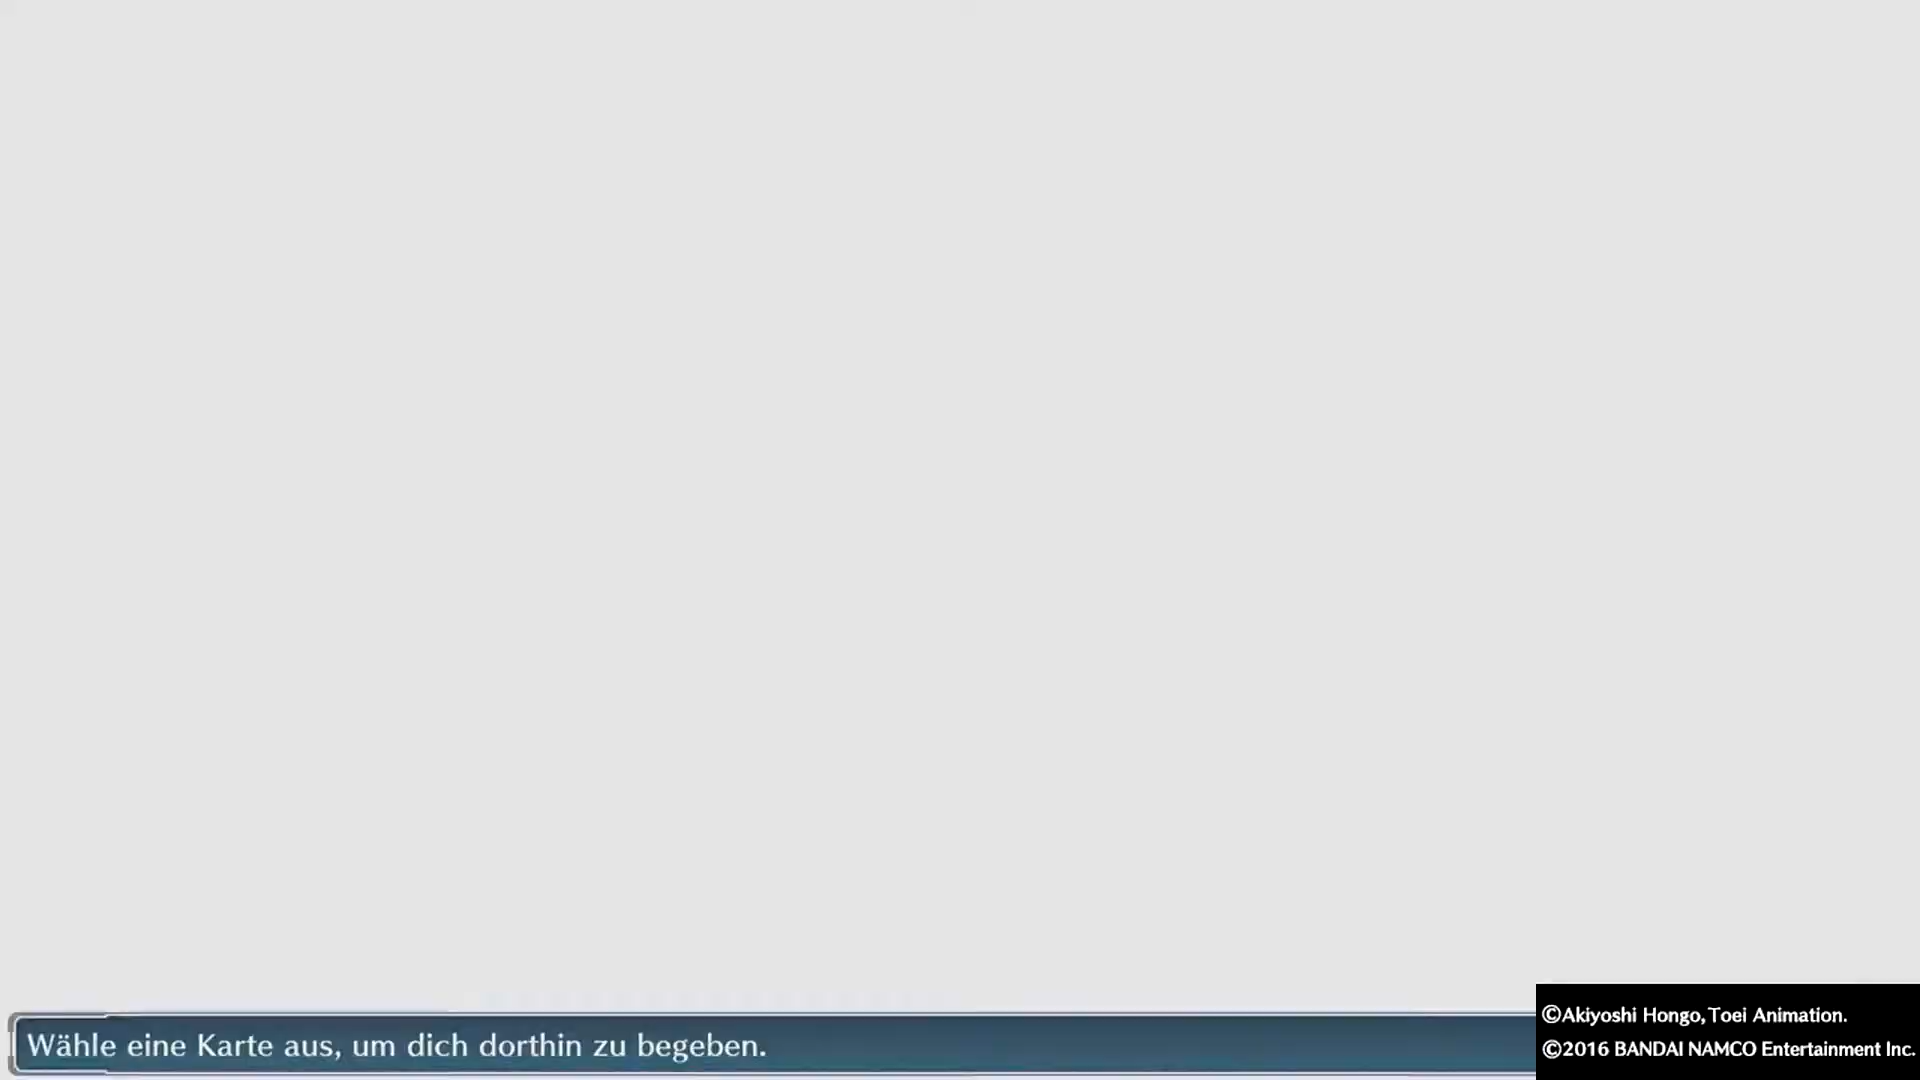 Wähle eine Karte aus, um dich dorthin zu begeben.
©Akiyoshi Hongo, Toei Animation.
©2016 BANDAI NAMCO Entertainment Inc.